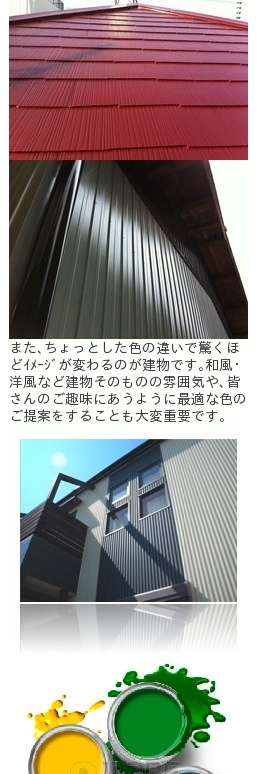 また､ちょっとした色の違いで驚くほ
どｲﾒｰｼﾞが変わるのが建物です｡和風･
洋風など建物そのものの雰囲気や､皆
さんのご趣味にあうように最適な色の
ご提案をすることも大変重要です。